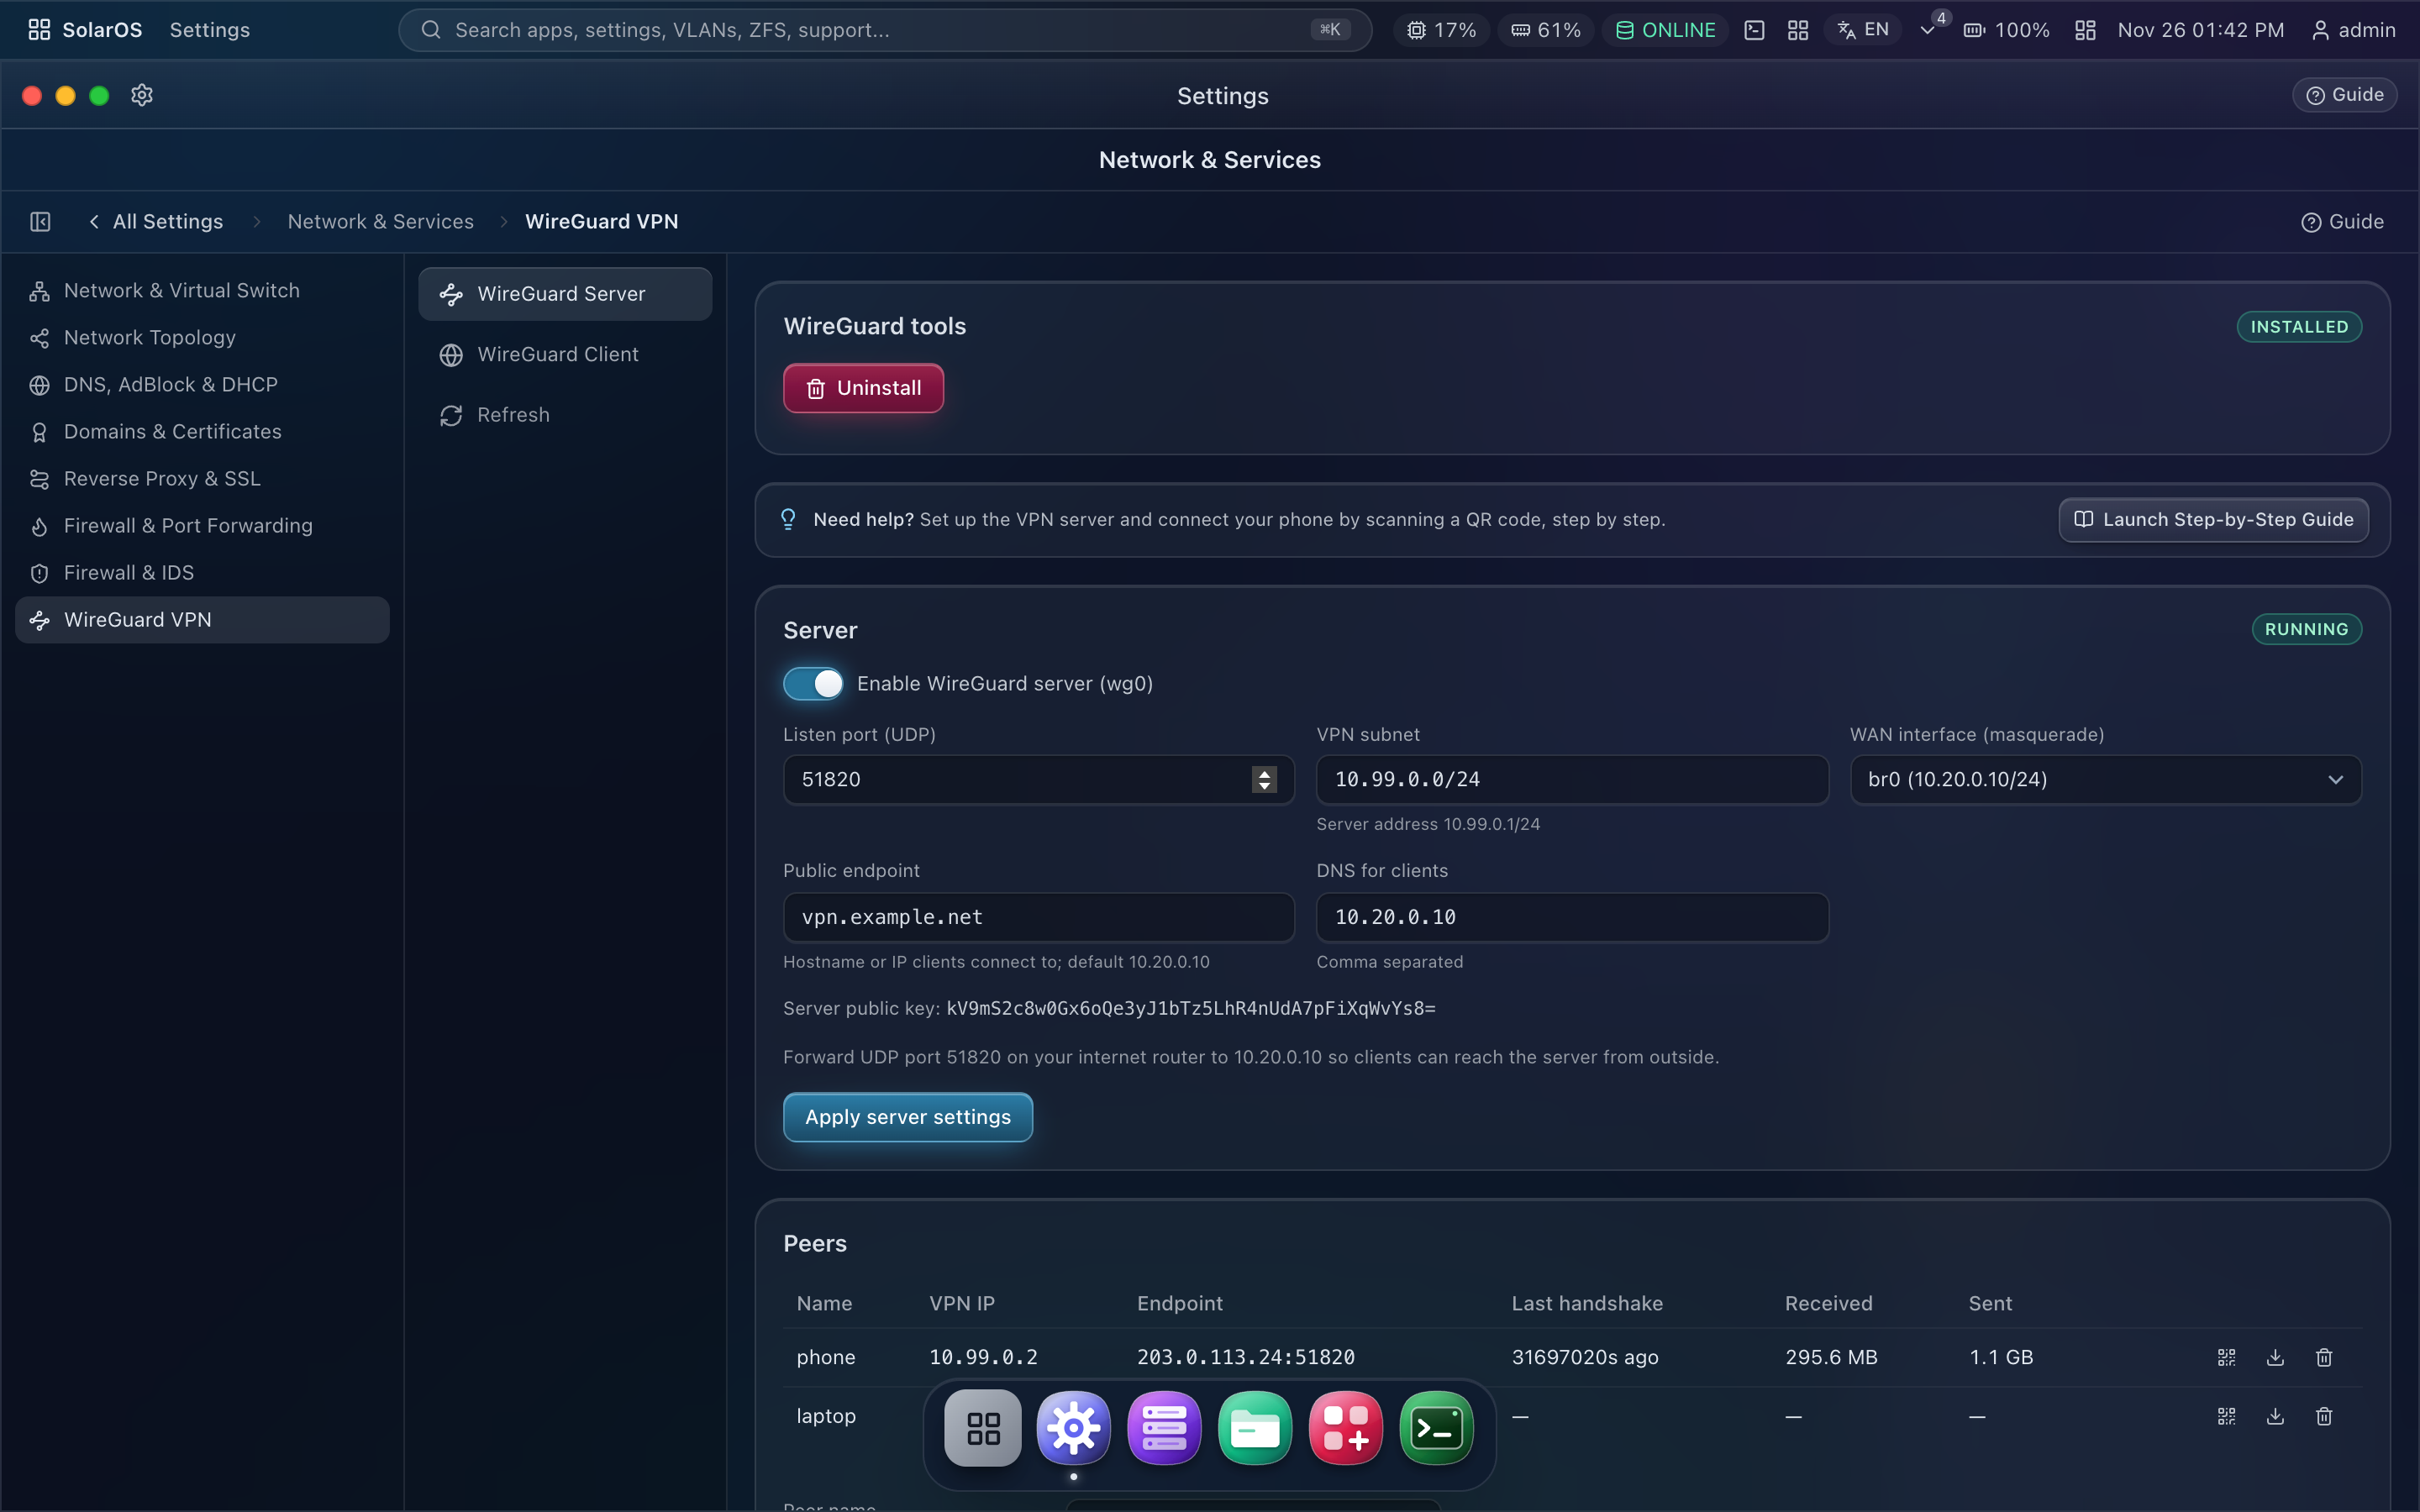 SolarOS Settings Search apps, settings, VLANs, ZFS, support... ⌘K 17% 61% ONLINE EN 4 100% Nov 26 01:42 PM admin
Settings Guide
Network & Services
All Settings Network & Services WireGuard VPN Guide
Network & Virtual Switch
Network Topology
DNS, AdBlock & DHCP
Domains & Certificates
Reverse Proxy & SSL
Firewall & Port Forwarding
Firewall & IDS
WireGuard VPN
WireGuard Server
WireGuard Client
Refresh
WireGuard tools INSTALLED
Uninstall
Need help? Set up the VPN server and connect your phone by scanning a QR code, step by step. Launch Step-by-Step Guide
Server RUNNING
Enable WireGuard server (wg0)
Listen port (UDP) VPN subnet WAN interface (masquerade)
51820 10.99.0.0/24 br0 (10.20.0.10/24)
Server address 10.99.0.1/24
Public endpoint DNS for clients
vpn.example.net 10.20.0.10
Hostname or IP clients connect to; default 10.20.0.10 Comma separated
Server public key: kV9mS2c8w0Gx6oQe3yJ1bTz5LhR4nUdA7pFiXqWvYs8=
Forward UDP port 51820 on your internet router to 10.20.0.10 so clients can reach the server from outside.
Apply server settings
Peers
Name VPN IP Endpoint Last handshake Received Sent
phone 10.99.0.2 203.0.113.24:51820 31697020s ago 295.6 MB 1.1 GB
laptop — — —